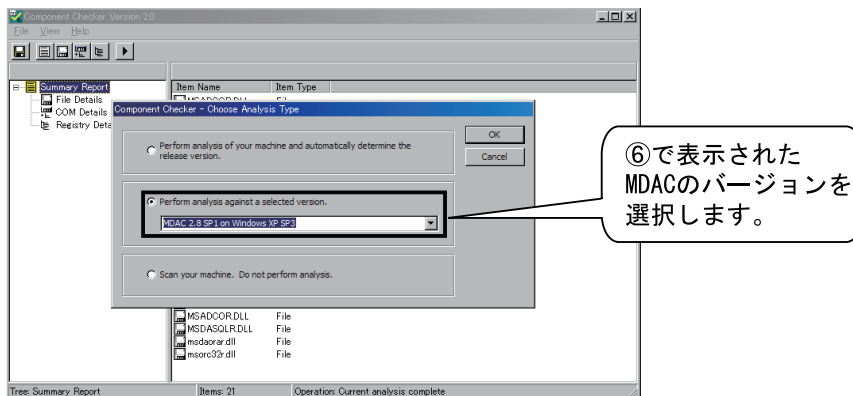 Component Checker Version 2.0
File View Help
Item Name Item Type
Summary Report
File Details
COM Details
Registry Deta
MSADCOR.DLL File
Component Checker - Choose Analysis Type
Perform analysis of your machine and automatically determine the
release version.
OK
Cancel
Perform analysis against a selected version.
MDAC 2.8 SP1 on Windows XP SP3
Scan your machine. Do not perform analysis.
⑥で表示された
MDACのバージョンを
選択します。
MSADCOR.DLL File
MSDASQLR.DLL File
msdaorar.dll File
msorc32r.dll File
Tree: Summary Report Items: 21 Operation: Current analysis complete